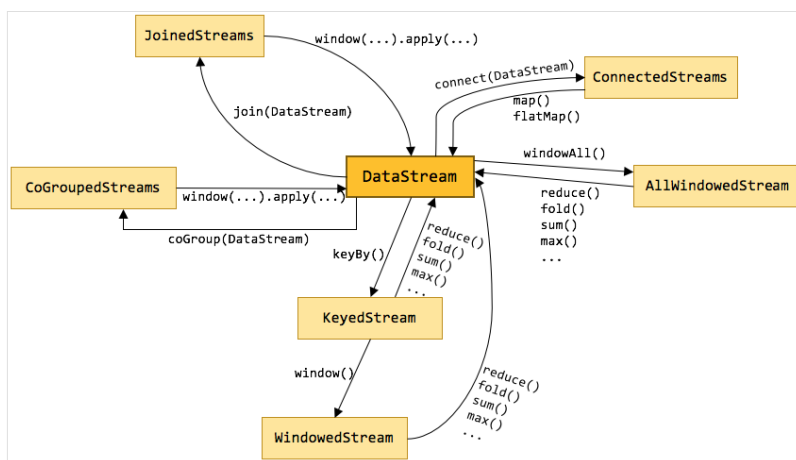 JoinedStreams
window(...).apply(...)
connect(DataStream)
ConnectedStreams
map()
flatMap()
join(DataStream)
windowAll()
DataStream
AllWindowedStream
CoGroupedStreams
window(...).apply(...)
reduce()
fold()
sum()
max()
...
coGroup(DataStream)
keyBy()
reduce()
fold()
sum()
max()
...
KeyedStream
window()
reduce()
fold()
sum()
max()
...
WindowedStream